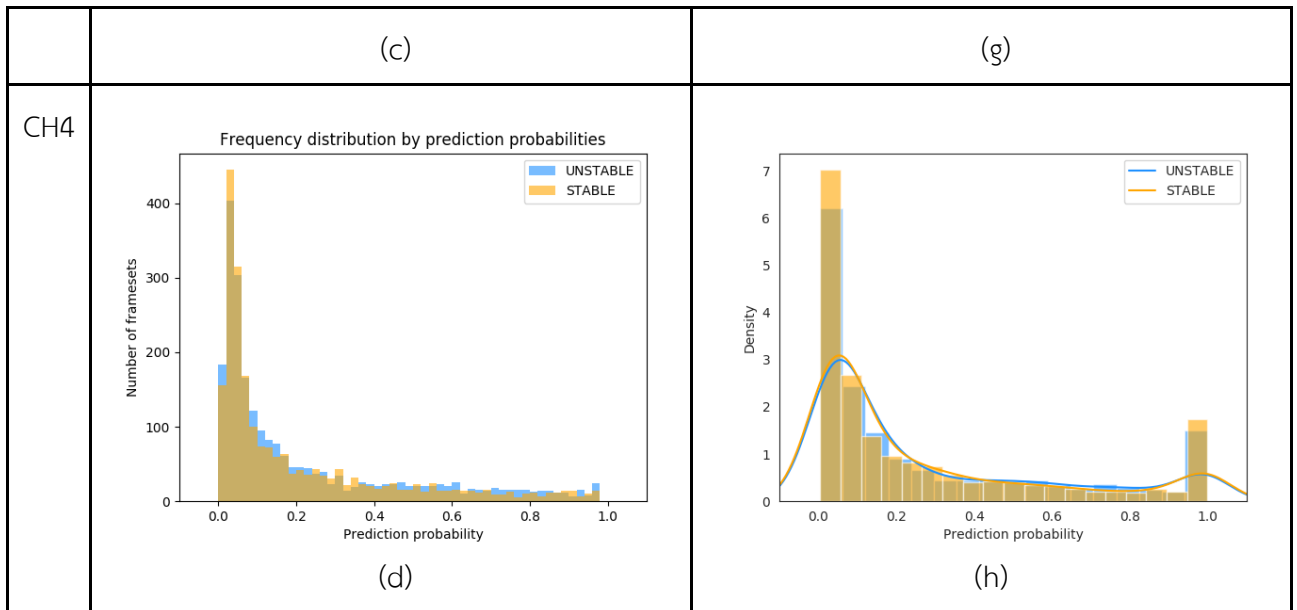 (c)
(g)
CH4
Frequency distribution by prediction probabilities
UNSTABLE
STABLE
400
300
200
100
0
Number of framesets
0.0 0.2 0.4 0.6 0.8 1.0
Prediction probability
(d)
UNSTABLE
STABLE
7
6
5
4
3
2
1
0
Density
0.0 0.2 0.4 0.6 0.8 1.0
Prediction probability
(h)